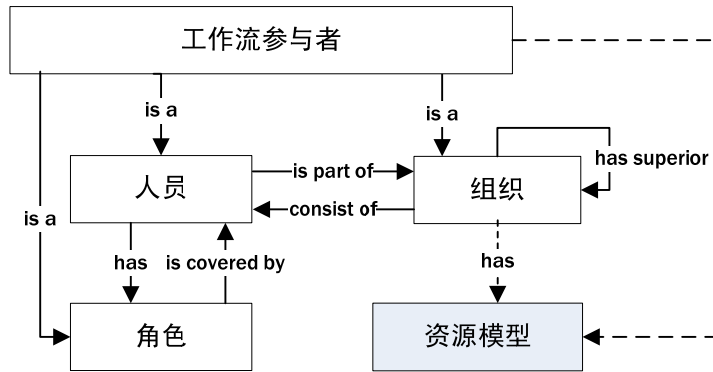 工作流参与者
is a
is a
人员
is part of
组织
has superior
consist of
is a
has
is covered by
has
角色
资源模型